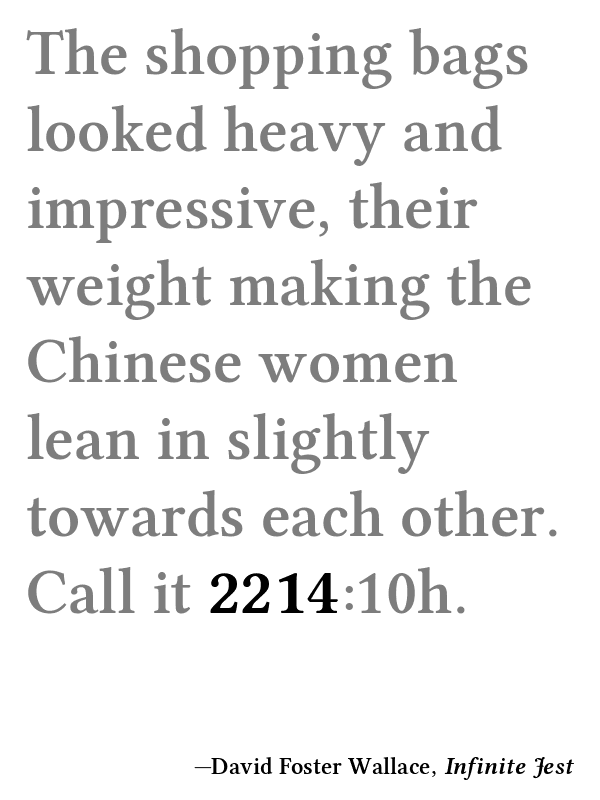 The shopping bags
looked heavy and
impressive, their
weight making the
Chinese women
lean in slightly
towards each other.
Call it 2214:10h.
—David Foster Wallace, Infinite Jest